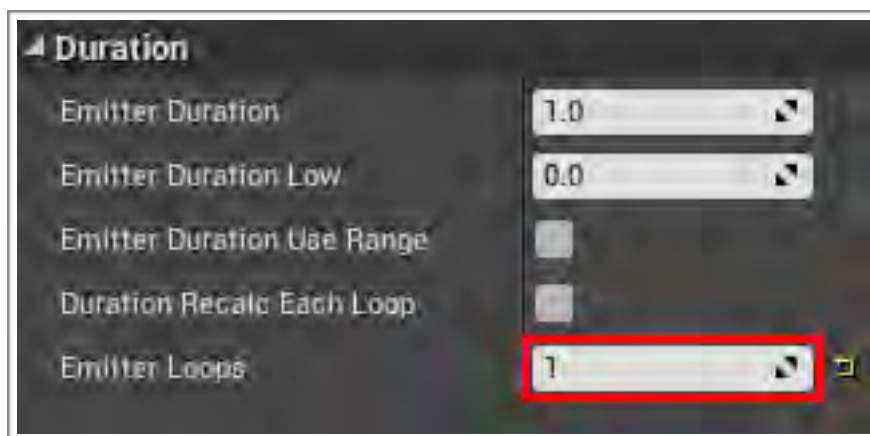 Duration
Emitter Duration 1.0
Emitter Duration Low 0.0
Emitter Duration Use Range
Duration Recalc Each Loop
Emitter Loops 1